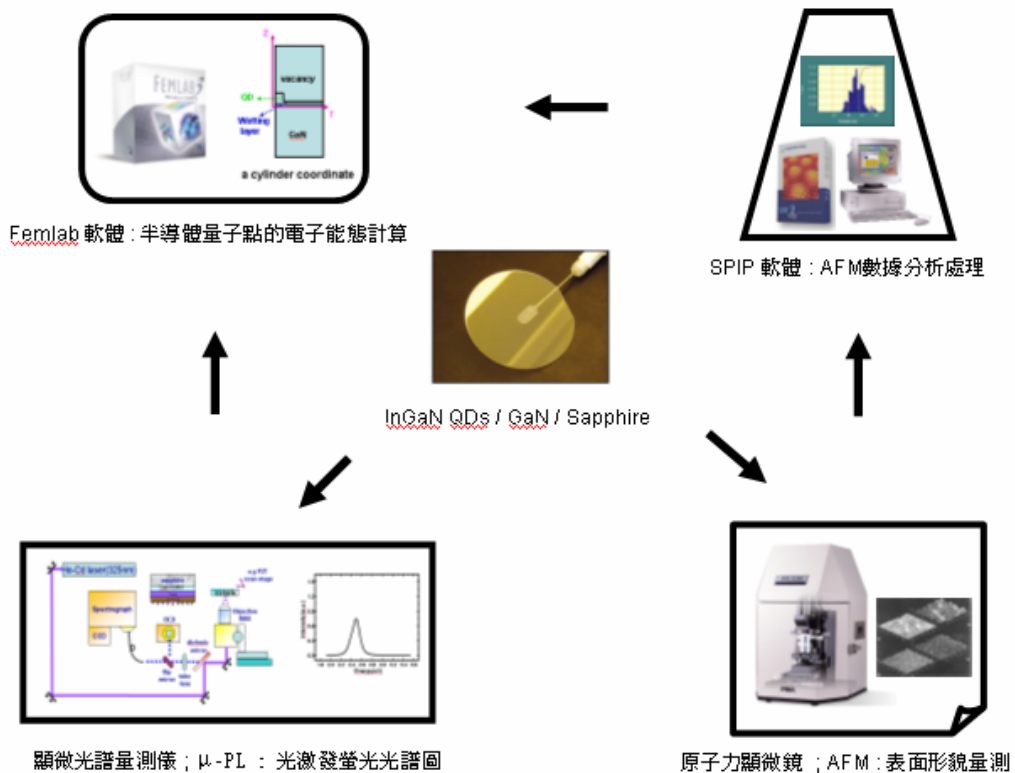 FEMLAB
z
vacancy
QD
r
Wetting layer
GaN
a cylinder coordinate
Femlab 軟體 : 半導體量子點的電子能態計算
SPIP 軟體 : AFM數據分析處理
InGaN QDs / GaN / Sapphire
He-Cd laser(325nm)
Spectrograph
CCD
顯微光譜量測儀 ; μ-PL : 光激發螢光光譜圖
原子力顯微鏡 ; AFM : 表面形貌量測